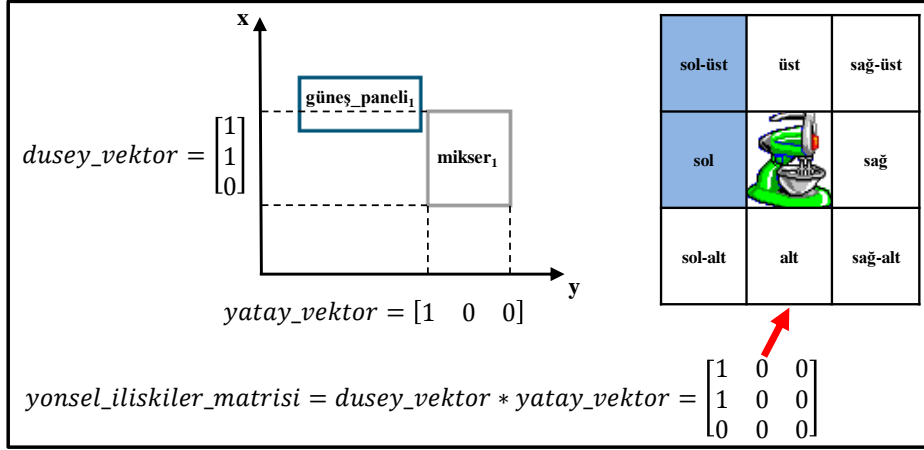 x
güneş_paneli₁
mikser₁
y
dusey_vektor = [1 1 0]
yatay_vektor = [1 0 0]
sol-üst üst sağ-üst
sol sağ
sol-alt alt sağ-alt
yonsel_iliskiler_matrisi = dusey_vektor * yatay_vektor =
1 0 0
1 0 0
0 0 0